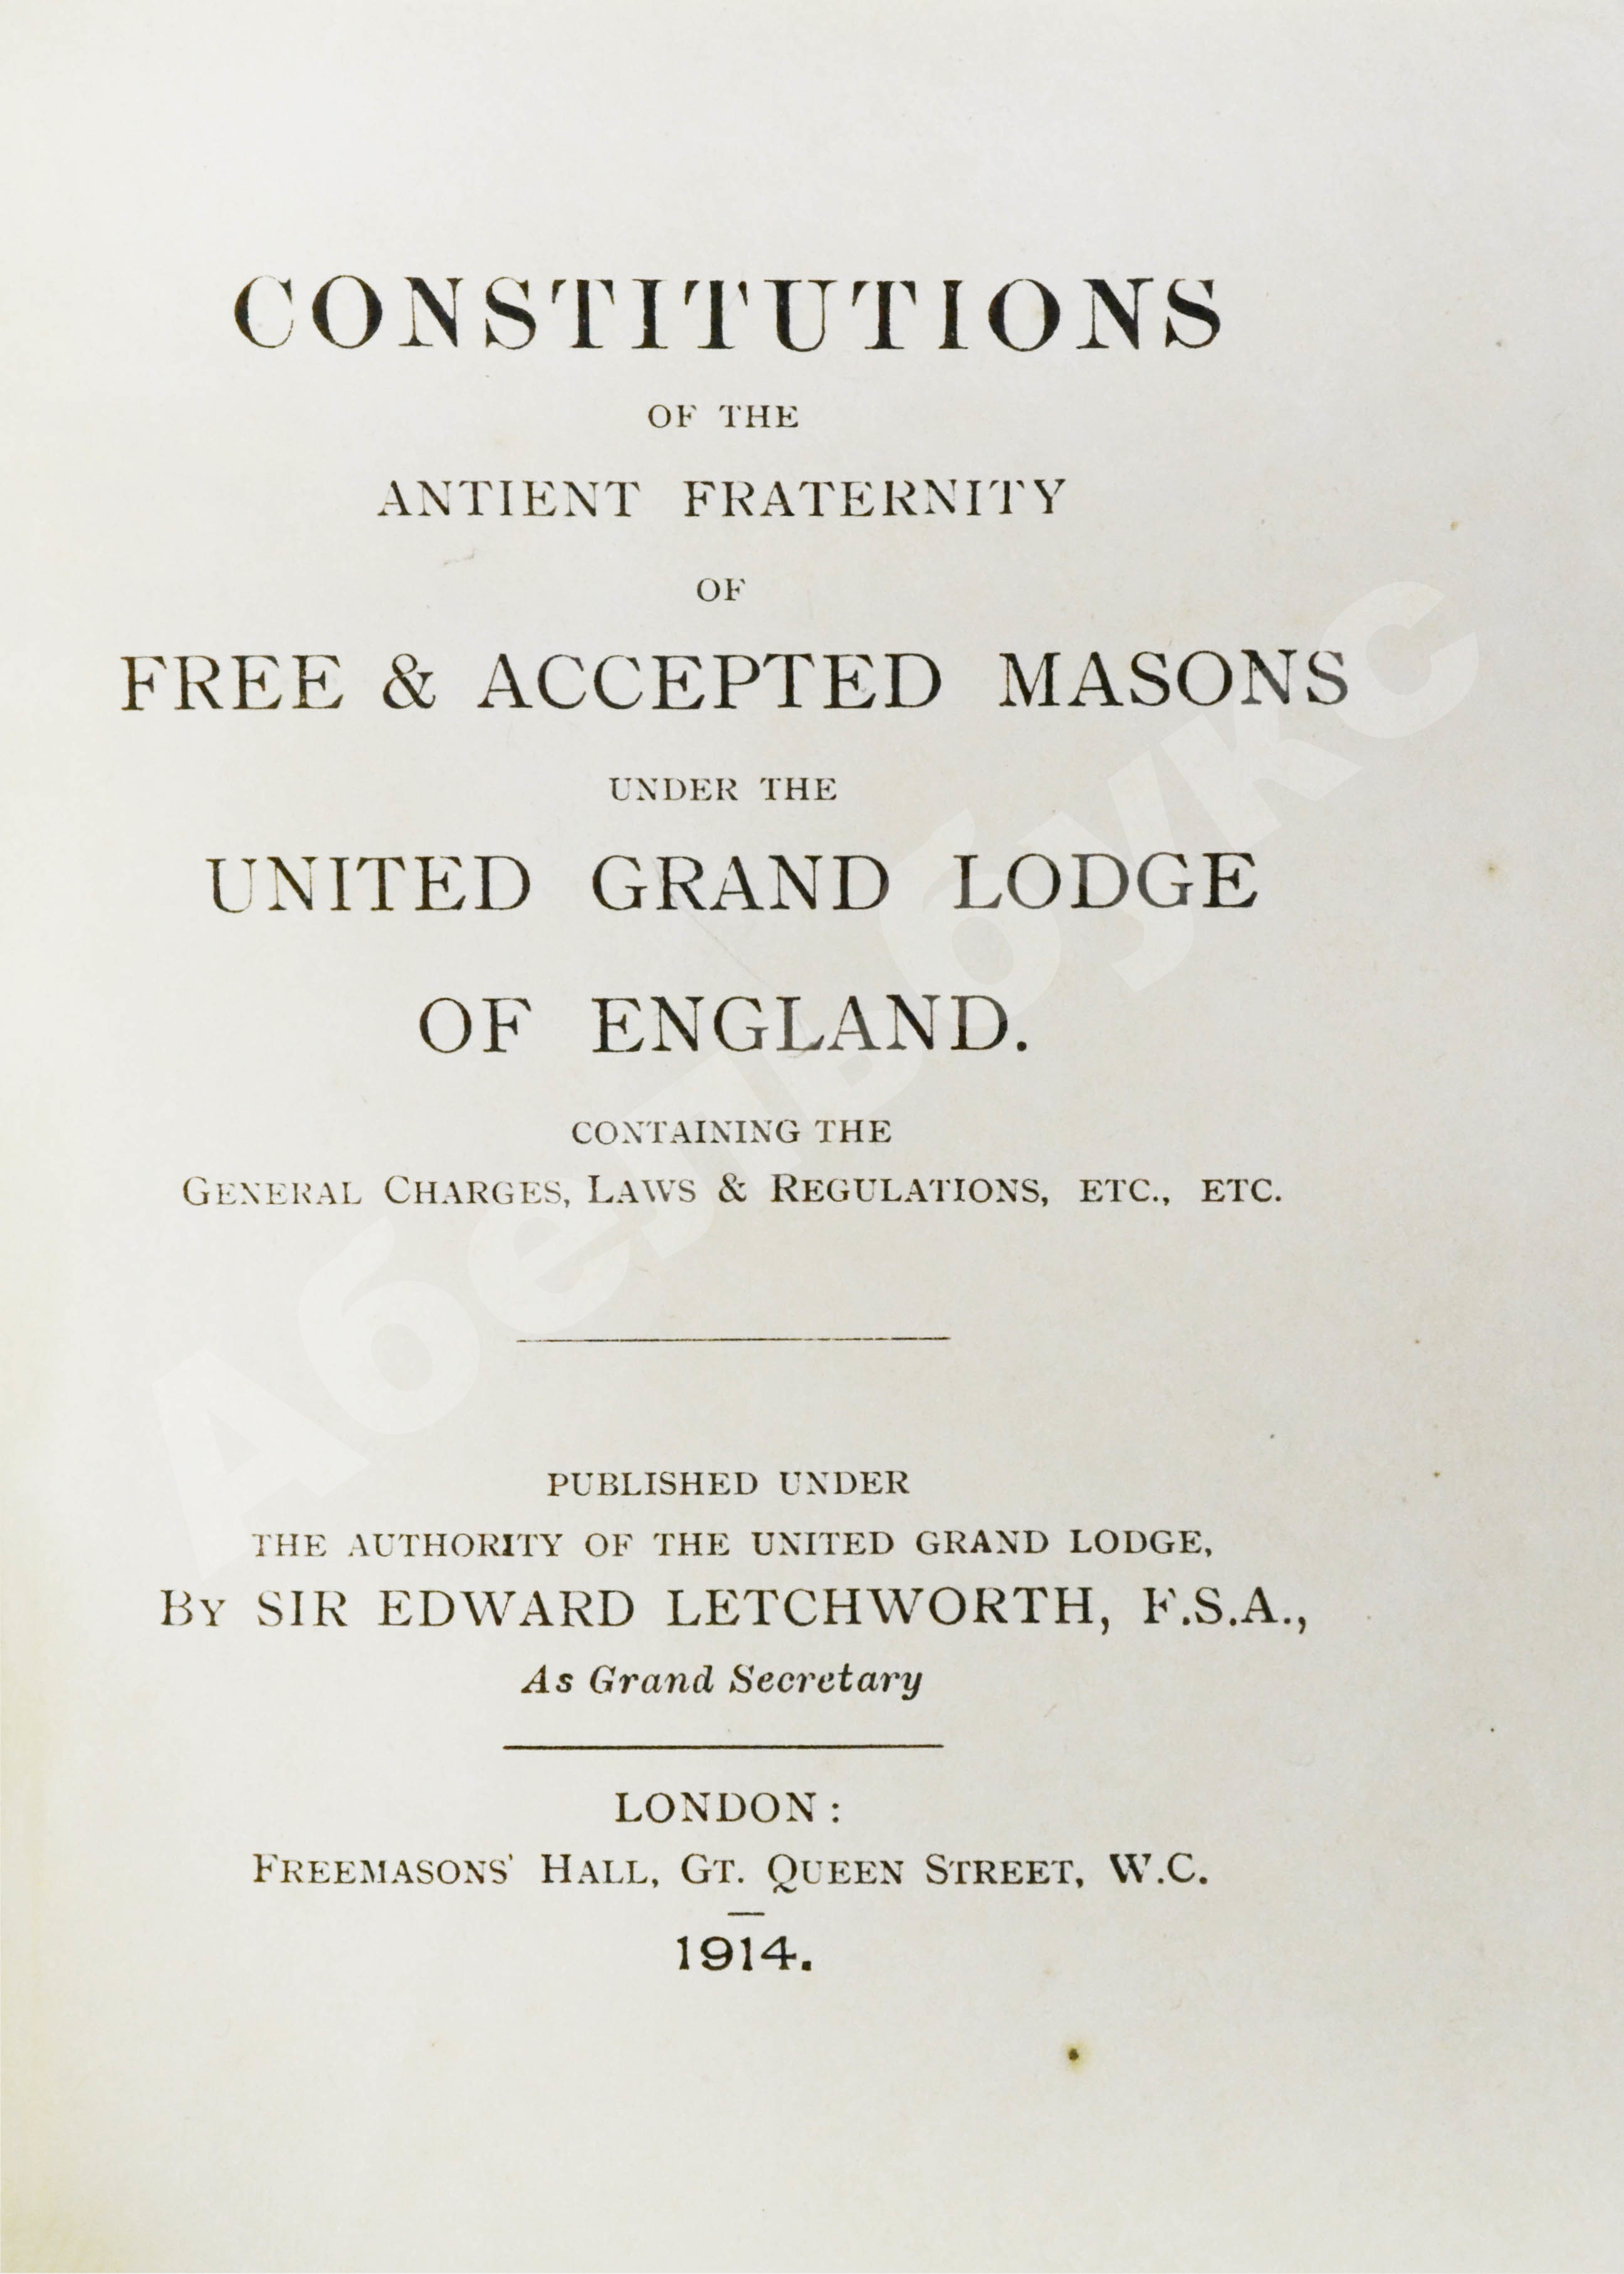 CONSTITUTIONS
OF THE
ANTIENT FRATERNITY
OF
FREE & ACCEPTED MASONS
UNDER THE
UNITED GRAND LODGE
OF ENGLAND.
CONTAINING THE
GENERAL CHARGES, LAWS & REGULATIONS, ETC., ETC.
PUBLISHED UNDER
THE AUTHORITY OF THE UNITED GRAND LODGE,
BY SIR EDWARD LETCHWORTH, F.S.A.,
As Grand Secretary
LONDON:
FREEMASONS' HALL, GT. QUEEN STREET, W.C.
1914.
Абельбукс